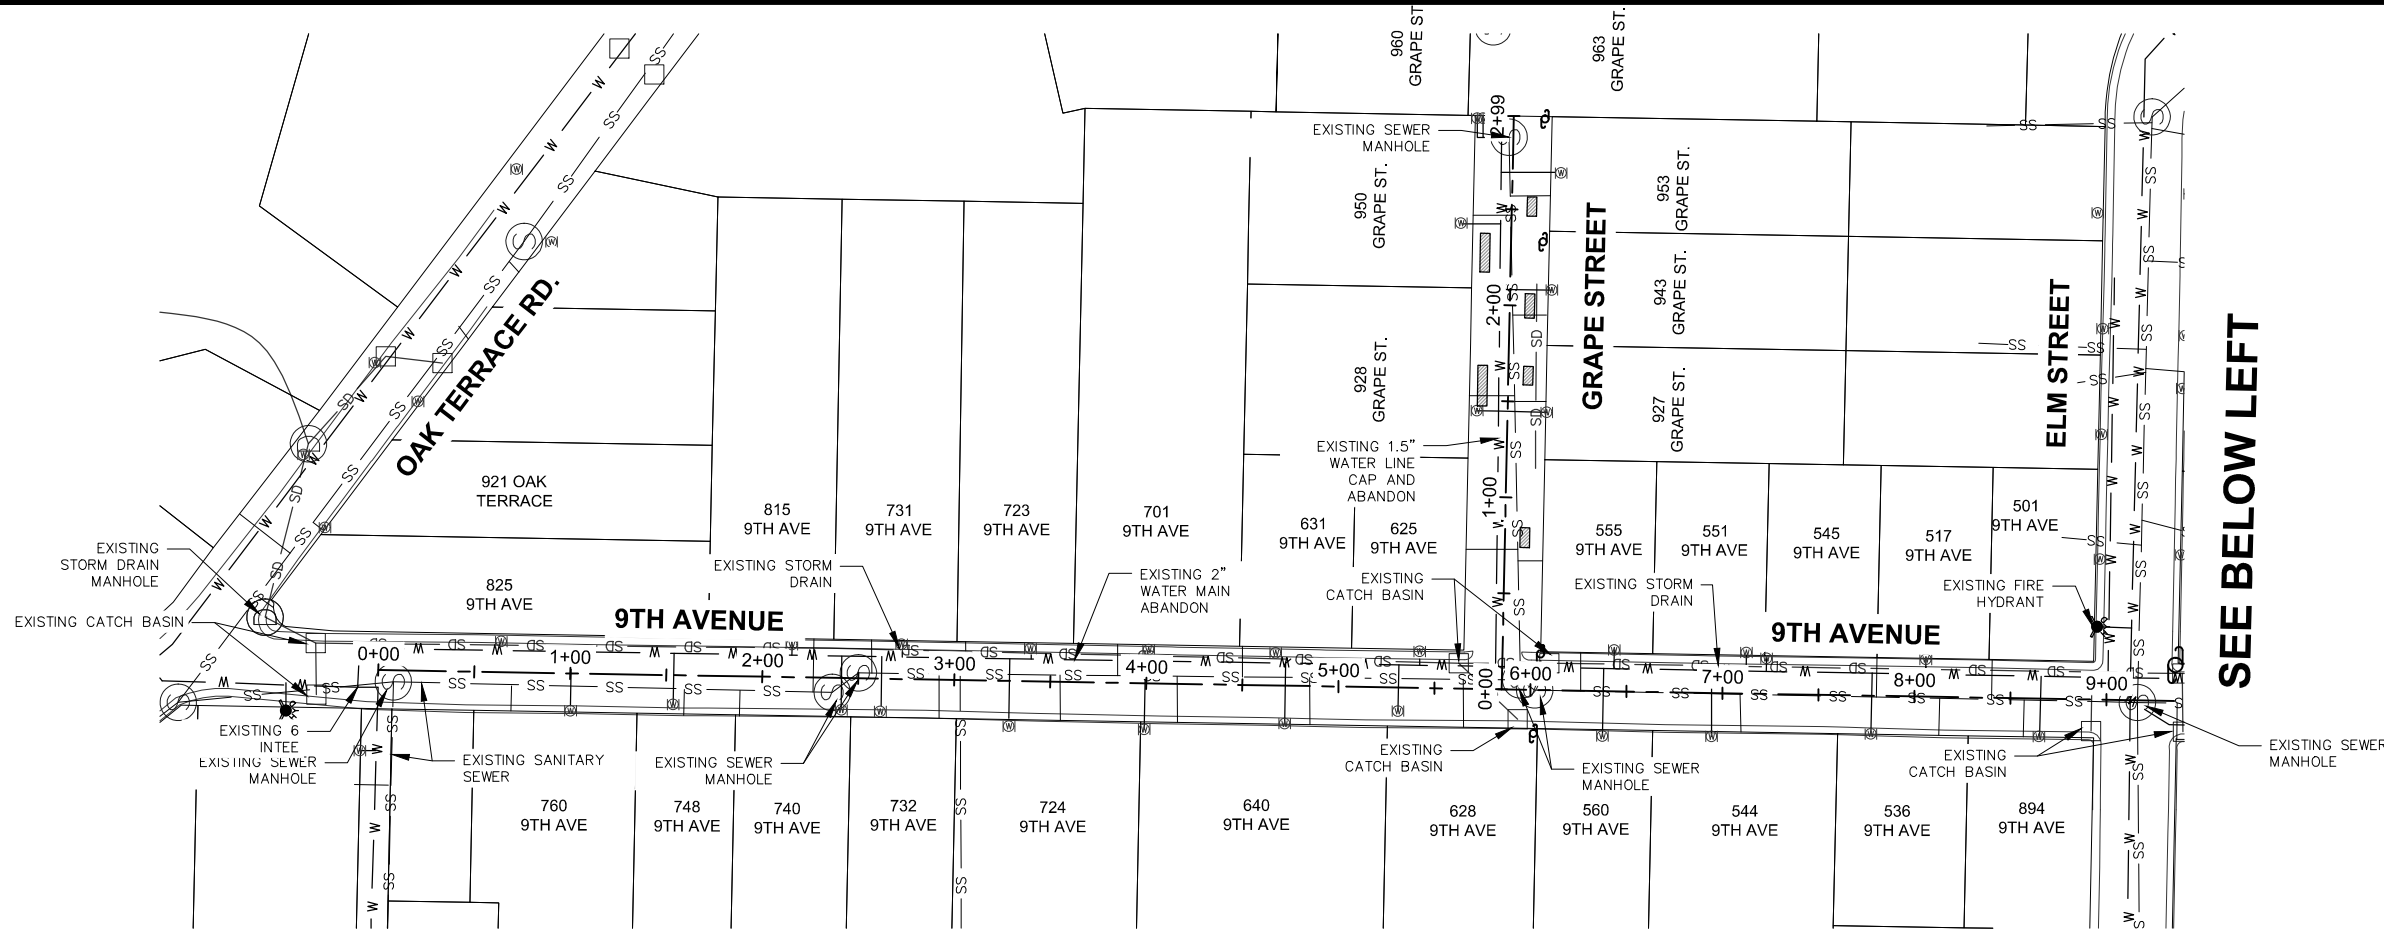 960
GRAPE ST
963
GRAPE ST.
2+99
EXISTING SEWER
MANHOLE
950
GRAPE ST.
953
GRAPE ST.
GRAPE STREET
943
GRAPE ST.
2+00
OAK TERRACE RD.
ELM STREET
SEE BELOW LEFT
928
GRAPE ST.
927
GRAPE ST.
EXISTING 1.5"
WATER LINE
CAP AND
ABANDON
1+00
921 OAK
TERRACE
815
9TH AVE
731
9TH AVE
723
9TH AVE
701
9TH AVE
631
9TH AVE
625
9TH AVE
555
9TH AVE
551
9TH AVE
545
9TH AVE
517
9TH AVE
501
9TH AVE
EXISTING
STORM DRAIN
MANHOLE
EXISTING CATCH BASIN
825
9TH AVE
9TH AVENUE
EXISTING STORM
DRAIN
EXISTING 2"
WATER MAIN
ABANDON
EXISTING
CATCH BASIN
EXISTING STORM
DRAIN
9TH AVENUE
EXISTING FIRE
HYDRANT
0+00
1+00
2+00
3+00
4+00
5+00
0+00
6+00
7+00
8+00
9+00
EXISTING 6
INTEE
EXISTING SEWER
MANHOLE
EXISTING SANITARY
SEWER
EXISTING SEWER
MANHOLE
EXISTING
CATCH BASIN
EXISTING SEWER
MANHOLE
EXISTING
CATCH BASIN
EXISTING SEWER
MANHOLE
760
9TH AVE
748
9TH AVE
740
9TH AVE
732
9TH AVE
724
9TH AVE
640
9TH AVE
628
9TH AVE
560
9TH AVE
544
9TH AVE
536
9TH AVE
894
9TH AVE